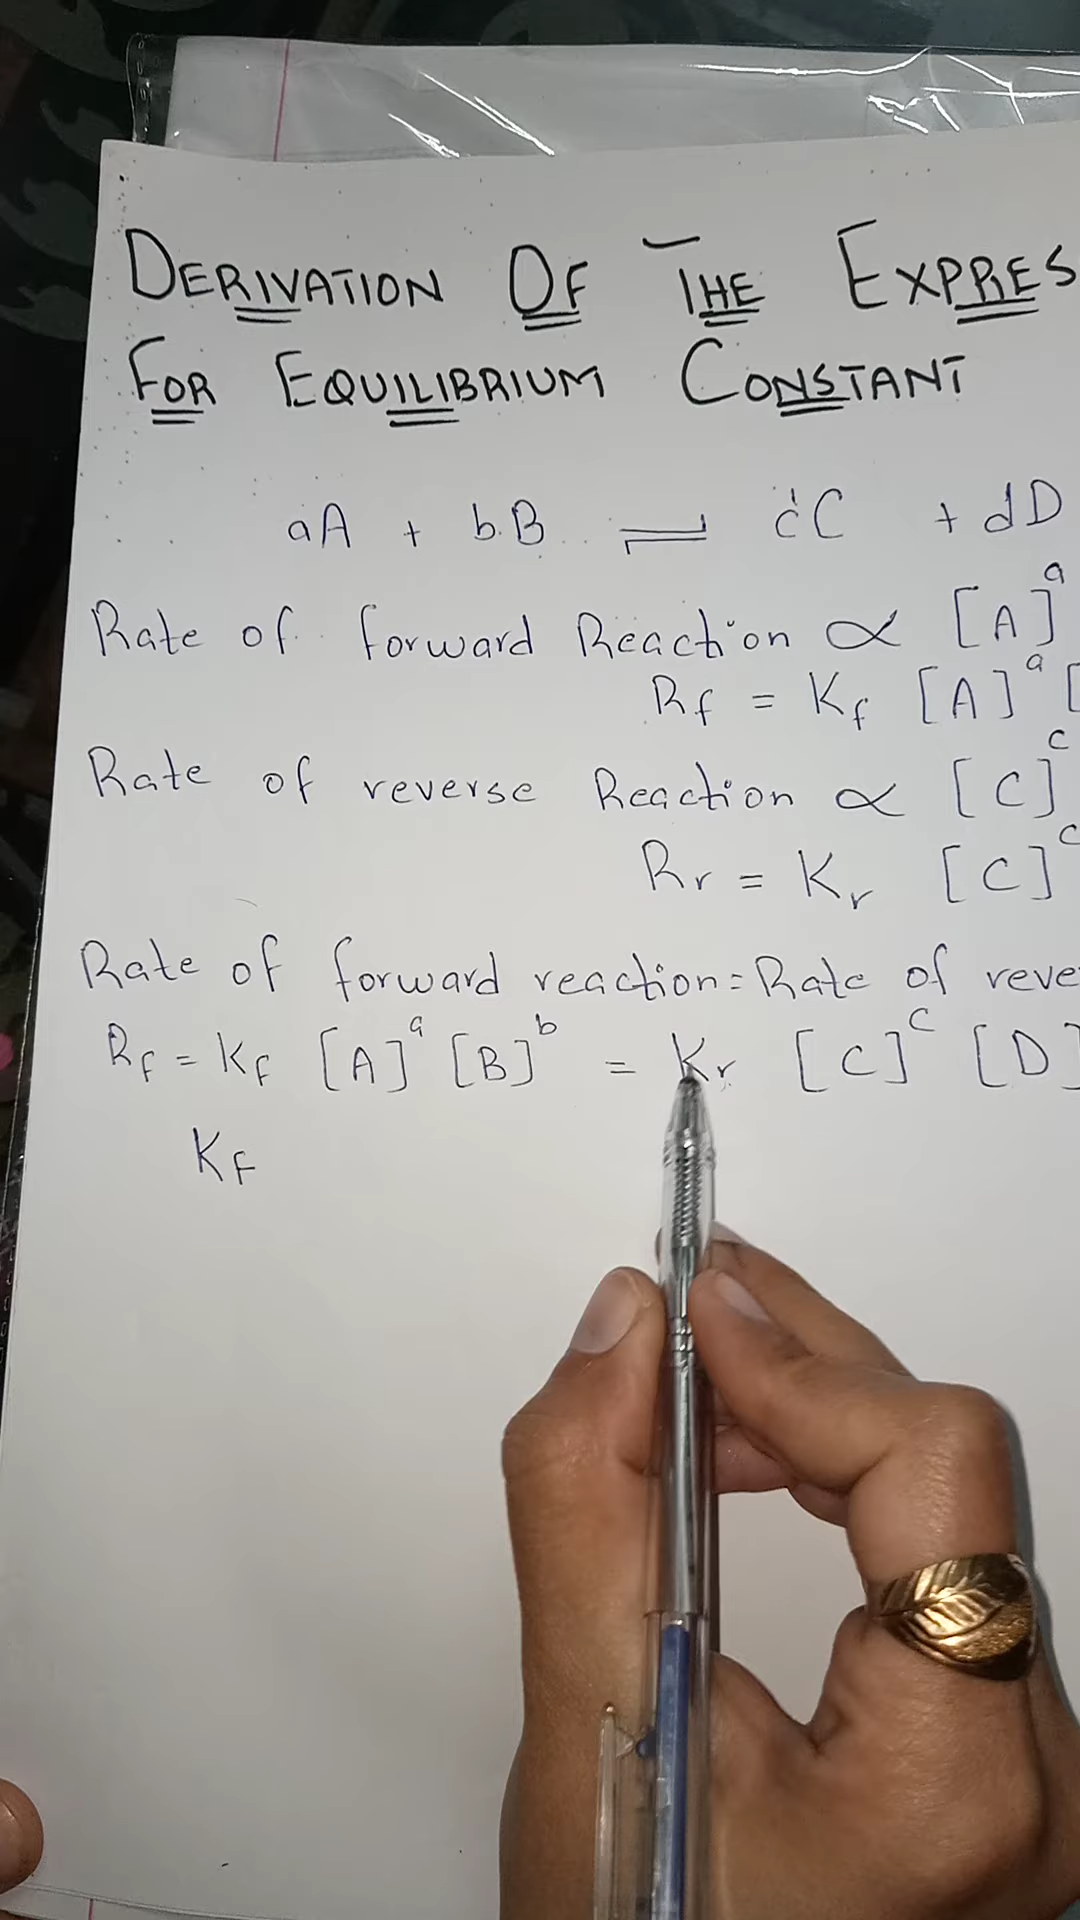 DERIVATION OF THE EXPRES
FOR EQUILIBRIUM CONSTANT
aA + bB ⇌ cC + dD
Rate of forward Reaction ∝ [A]^a
Rf = Kf [A]^a [
Rate of reverse Reaction ∝ [C]^c
Rr = Kr [C]^c
Rate of forward reaction = Rate of reve
Rf = Kf [A]^a [B]^b = Kr [C]^c [D]
Kf